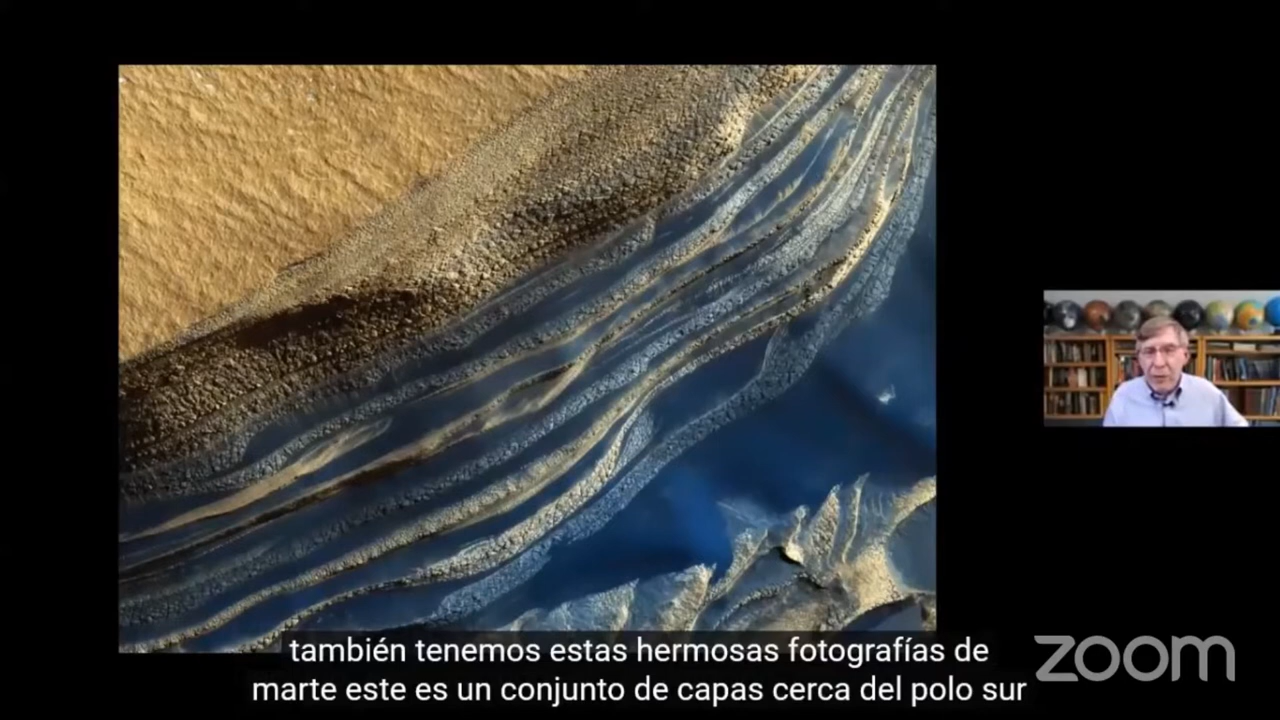 también tenemos estas hermosas fotografías de
marte este es un conjunto de capas cerca del polo sur
zoom